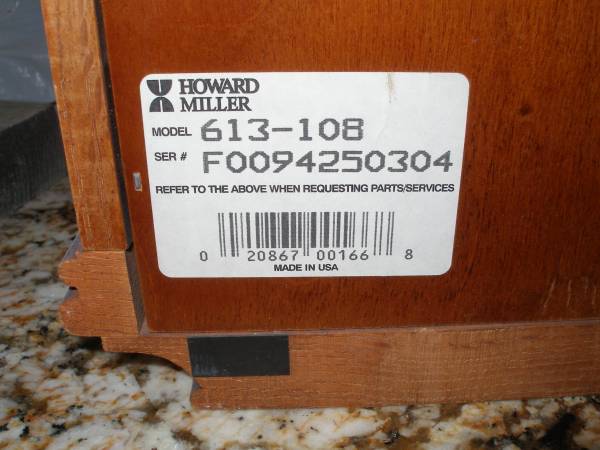 HOWARD
MILLER
MODEL 613-108
SER # F0094250304
REFER TO THE ABOVE WHEN REQUESTING PARTS/SERVICES
0 20867 00166 8
MADE IN USA